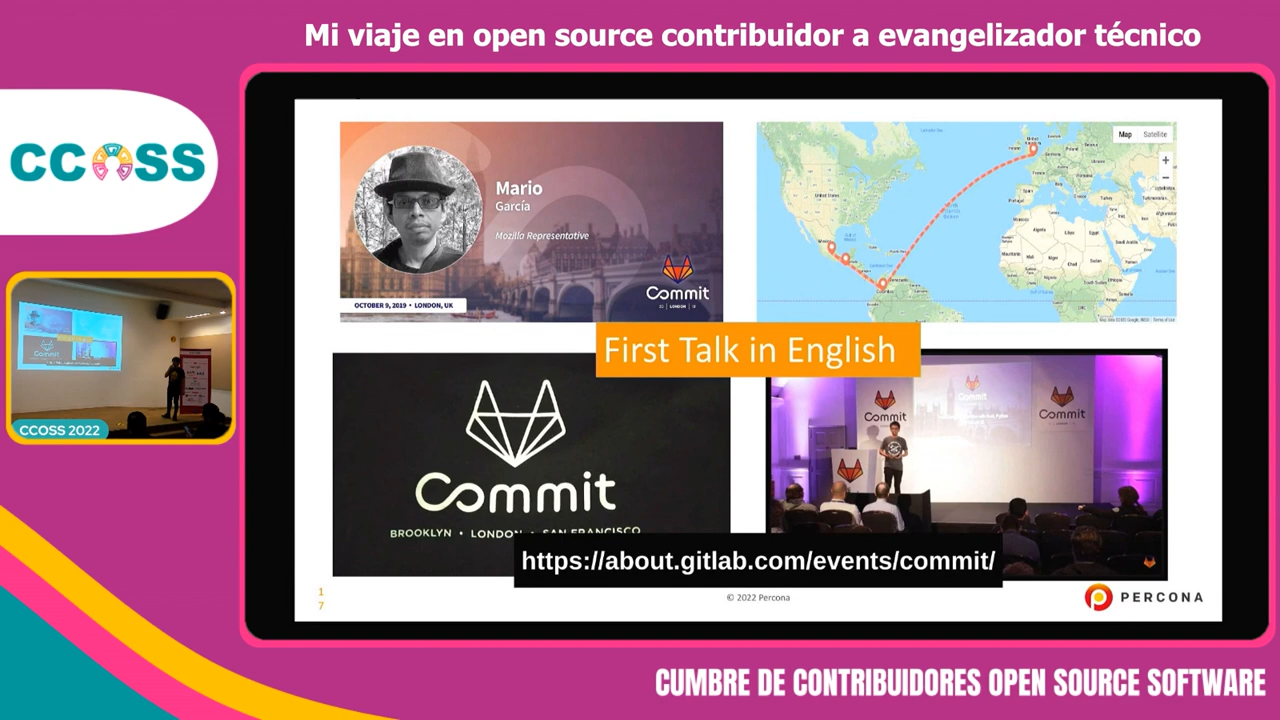 Mi viaje en open source contribuidor a evangelizador técnico
CCOSS
CCOSS 2022
Mario
García
Mozilla Representative
Commit
OCTOBER 9, 2019 • LONDON, UK
Map
Satellite
First Talk in English
Commit
BROOKLYN • LONDON • SAN FRANCISCO
Commit
Commit
Commit
https://about.gitlab.com/events/commit/
17
© 2022 Percona
PERCONA
CUMBRE DE CONTRIBUIDORES OPEN SOURCE SOFTWARE